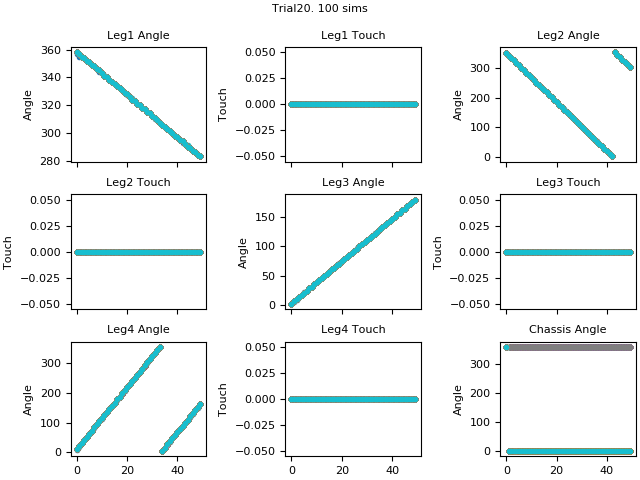 Trial20. 100 sims
Leg1 Angle
Leg1 Touch
Leg2 Angle
Angle
360
340
320
300
280
Touch
0.050
0.025
0.000
−0.025
−0.050
Angle
300
200
100
0
Leg2 Touch
Leg3 Angle
Leg3 Touch
Touch
0.050
0.025
0.000
−0.025
−0.050
Angle
150
100
50
0
Touch
0.050
0.025
0.000
−0.025
−0.050
Leg4 Angle
Leg4 Touch
Chassis Angle
Angle
300
200
100
0
0 20 40
Touch
0.050
0.025
0.000
−0.025
−0.050
0 20 40
Angle
300
200
100
0
0 20 40